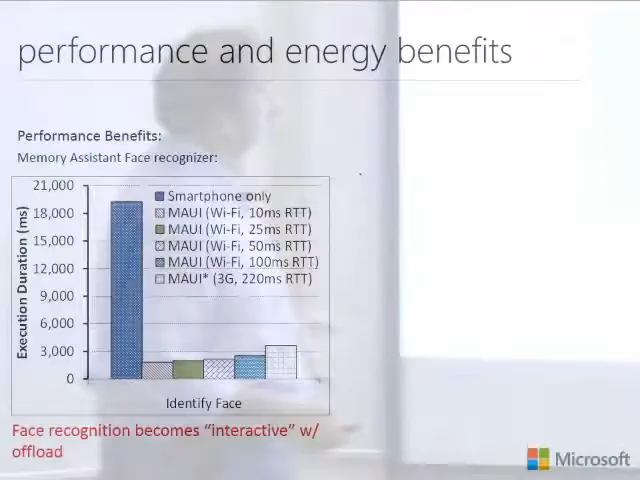 performance and energy benefits
Performance Benefits:
Memory Assistant Face recognizer:
Execution Duration (ms)
21,000
18,000
15,000
12,000
9,000
6,000
3,000
0
Smartphone only
MAUI (Wi-Fi, 10ms RTT)
MAUI (Wi-Fi, 25ms RTT)
MAUI (Wi-Fi, 50ms RTT)
MAUI (Wi-Fi, 100ms RTT)
MAUI* (3G, 220ms RTT)
Identify Face
Face recognition becomes “interactive” w/
offload
Microsoft